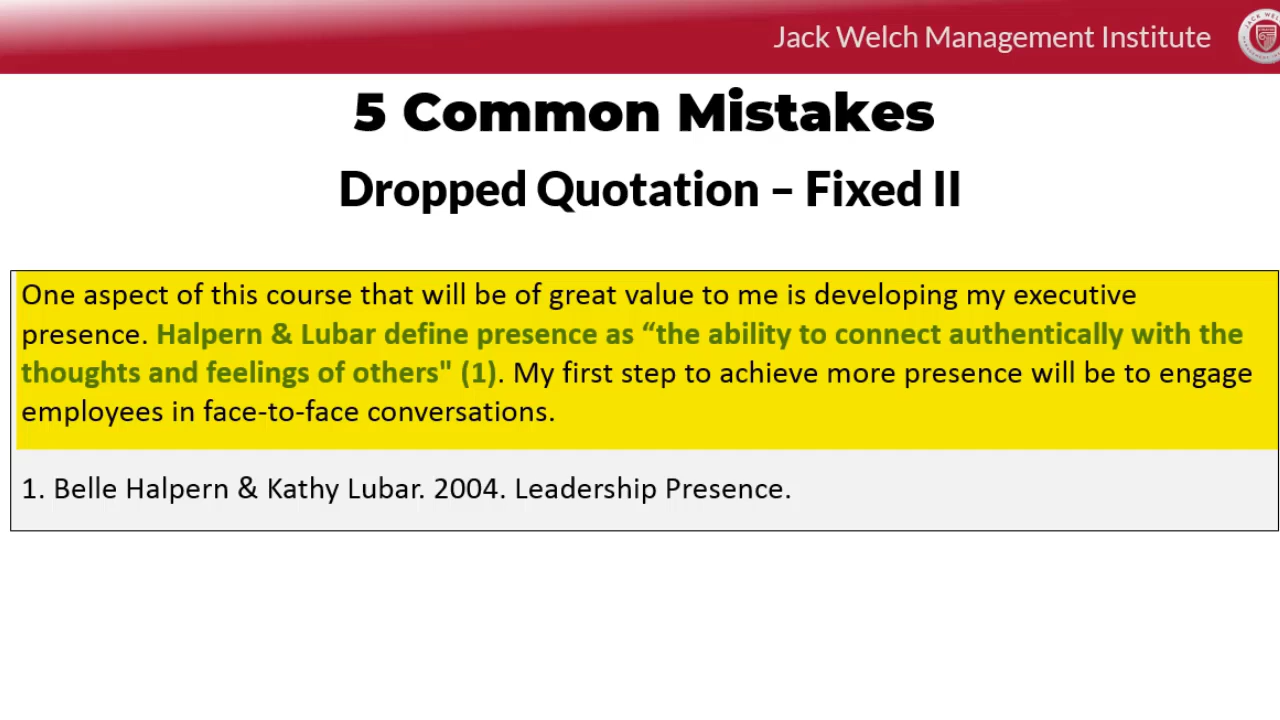 Jack Welch Management Institute
5 Common Mistakes
Dropped Quotation – Fixed II
One aspect of this course that will be of great value to me is developing my executive
presence. Halpern & Lubar define presence as “the ability to connect authentically with the
thoughts and feelings of others" (1). My first step to achieve more presence will be to engage
employees in face-to-face conversations.
1. Belle Halpern & Kathy Lubar. 2004. Leadership Presence.